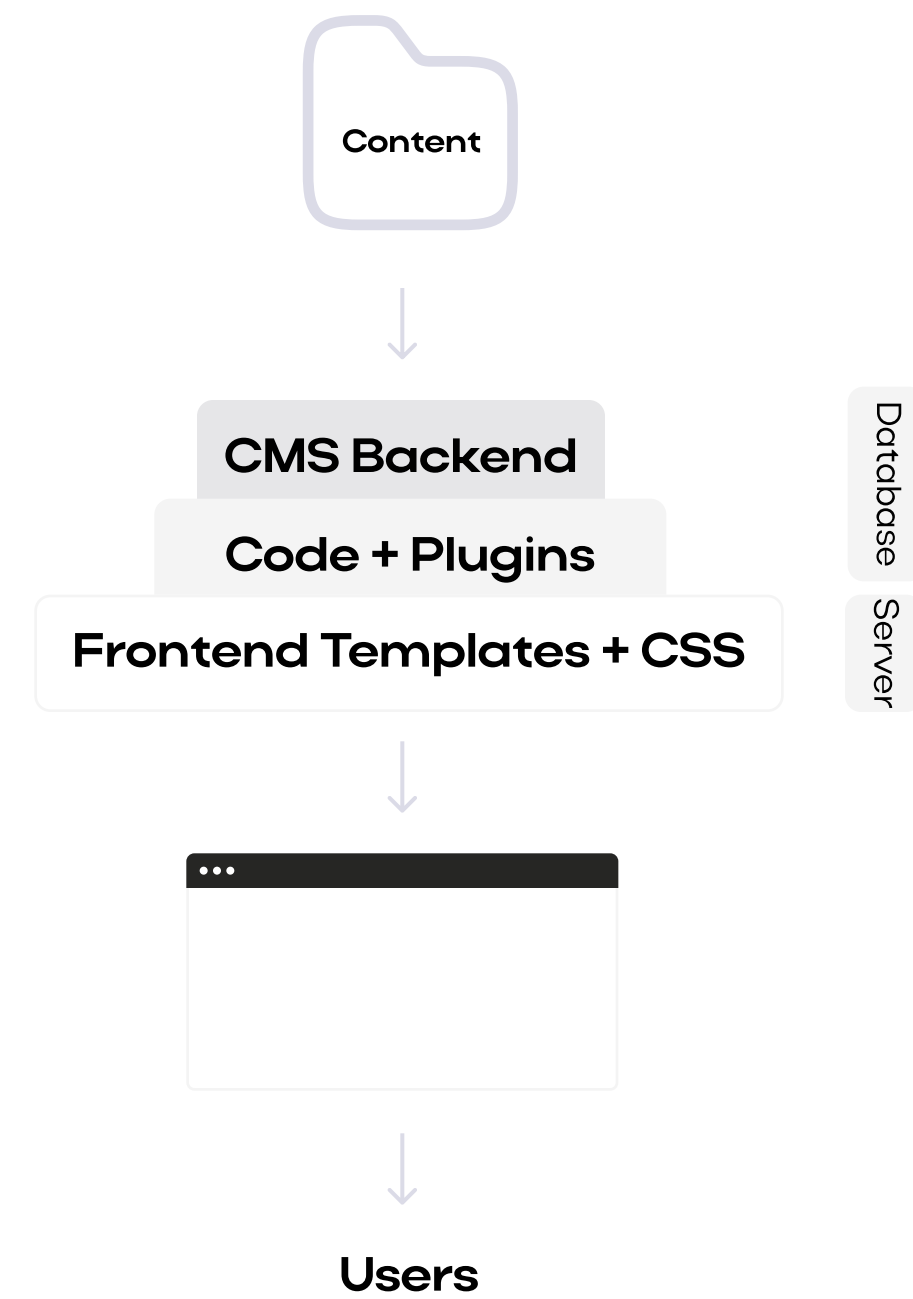 Content
CMS Backend
Code + Plugins
Frontend Templates + CSS
Database
Server
Users